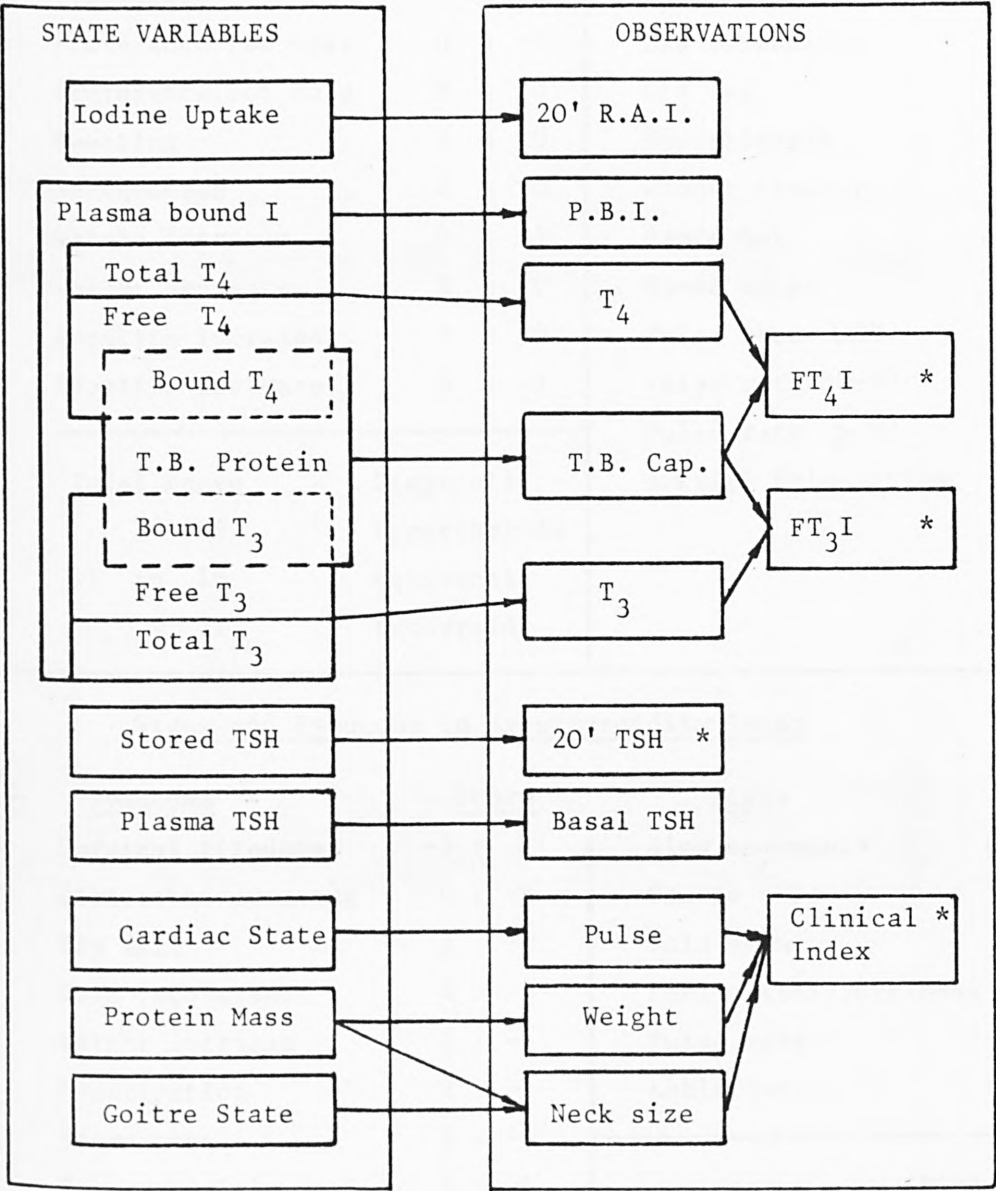 STATE VARIABLES
Iodine Uptake
Plasma bound I
Total T4
Free T4
Bound T4
T.B. Protein
Bound T3
Free T3
Total T3
Stored TSH
Plasma TSH
Cardiac State
Protein Mass
Goitre State
OBSERVATIONS
20' R.A.I.
P.B.I.
T4
T.B. Cap.
T3
FT4I *
FT3I *
20' TSH *
Basal TSH
Pulse
Weight
Neck size
Clinical *
Index